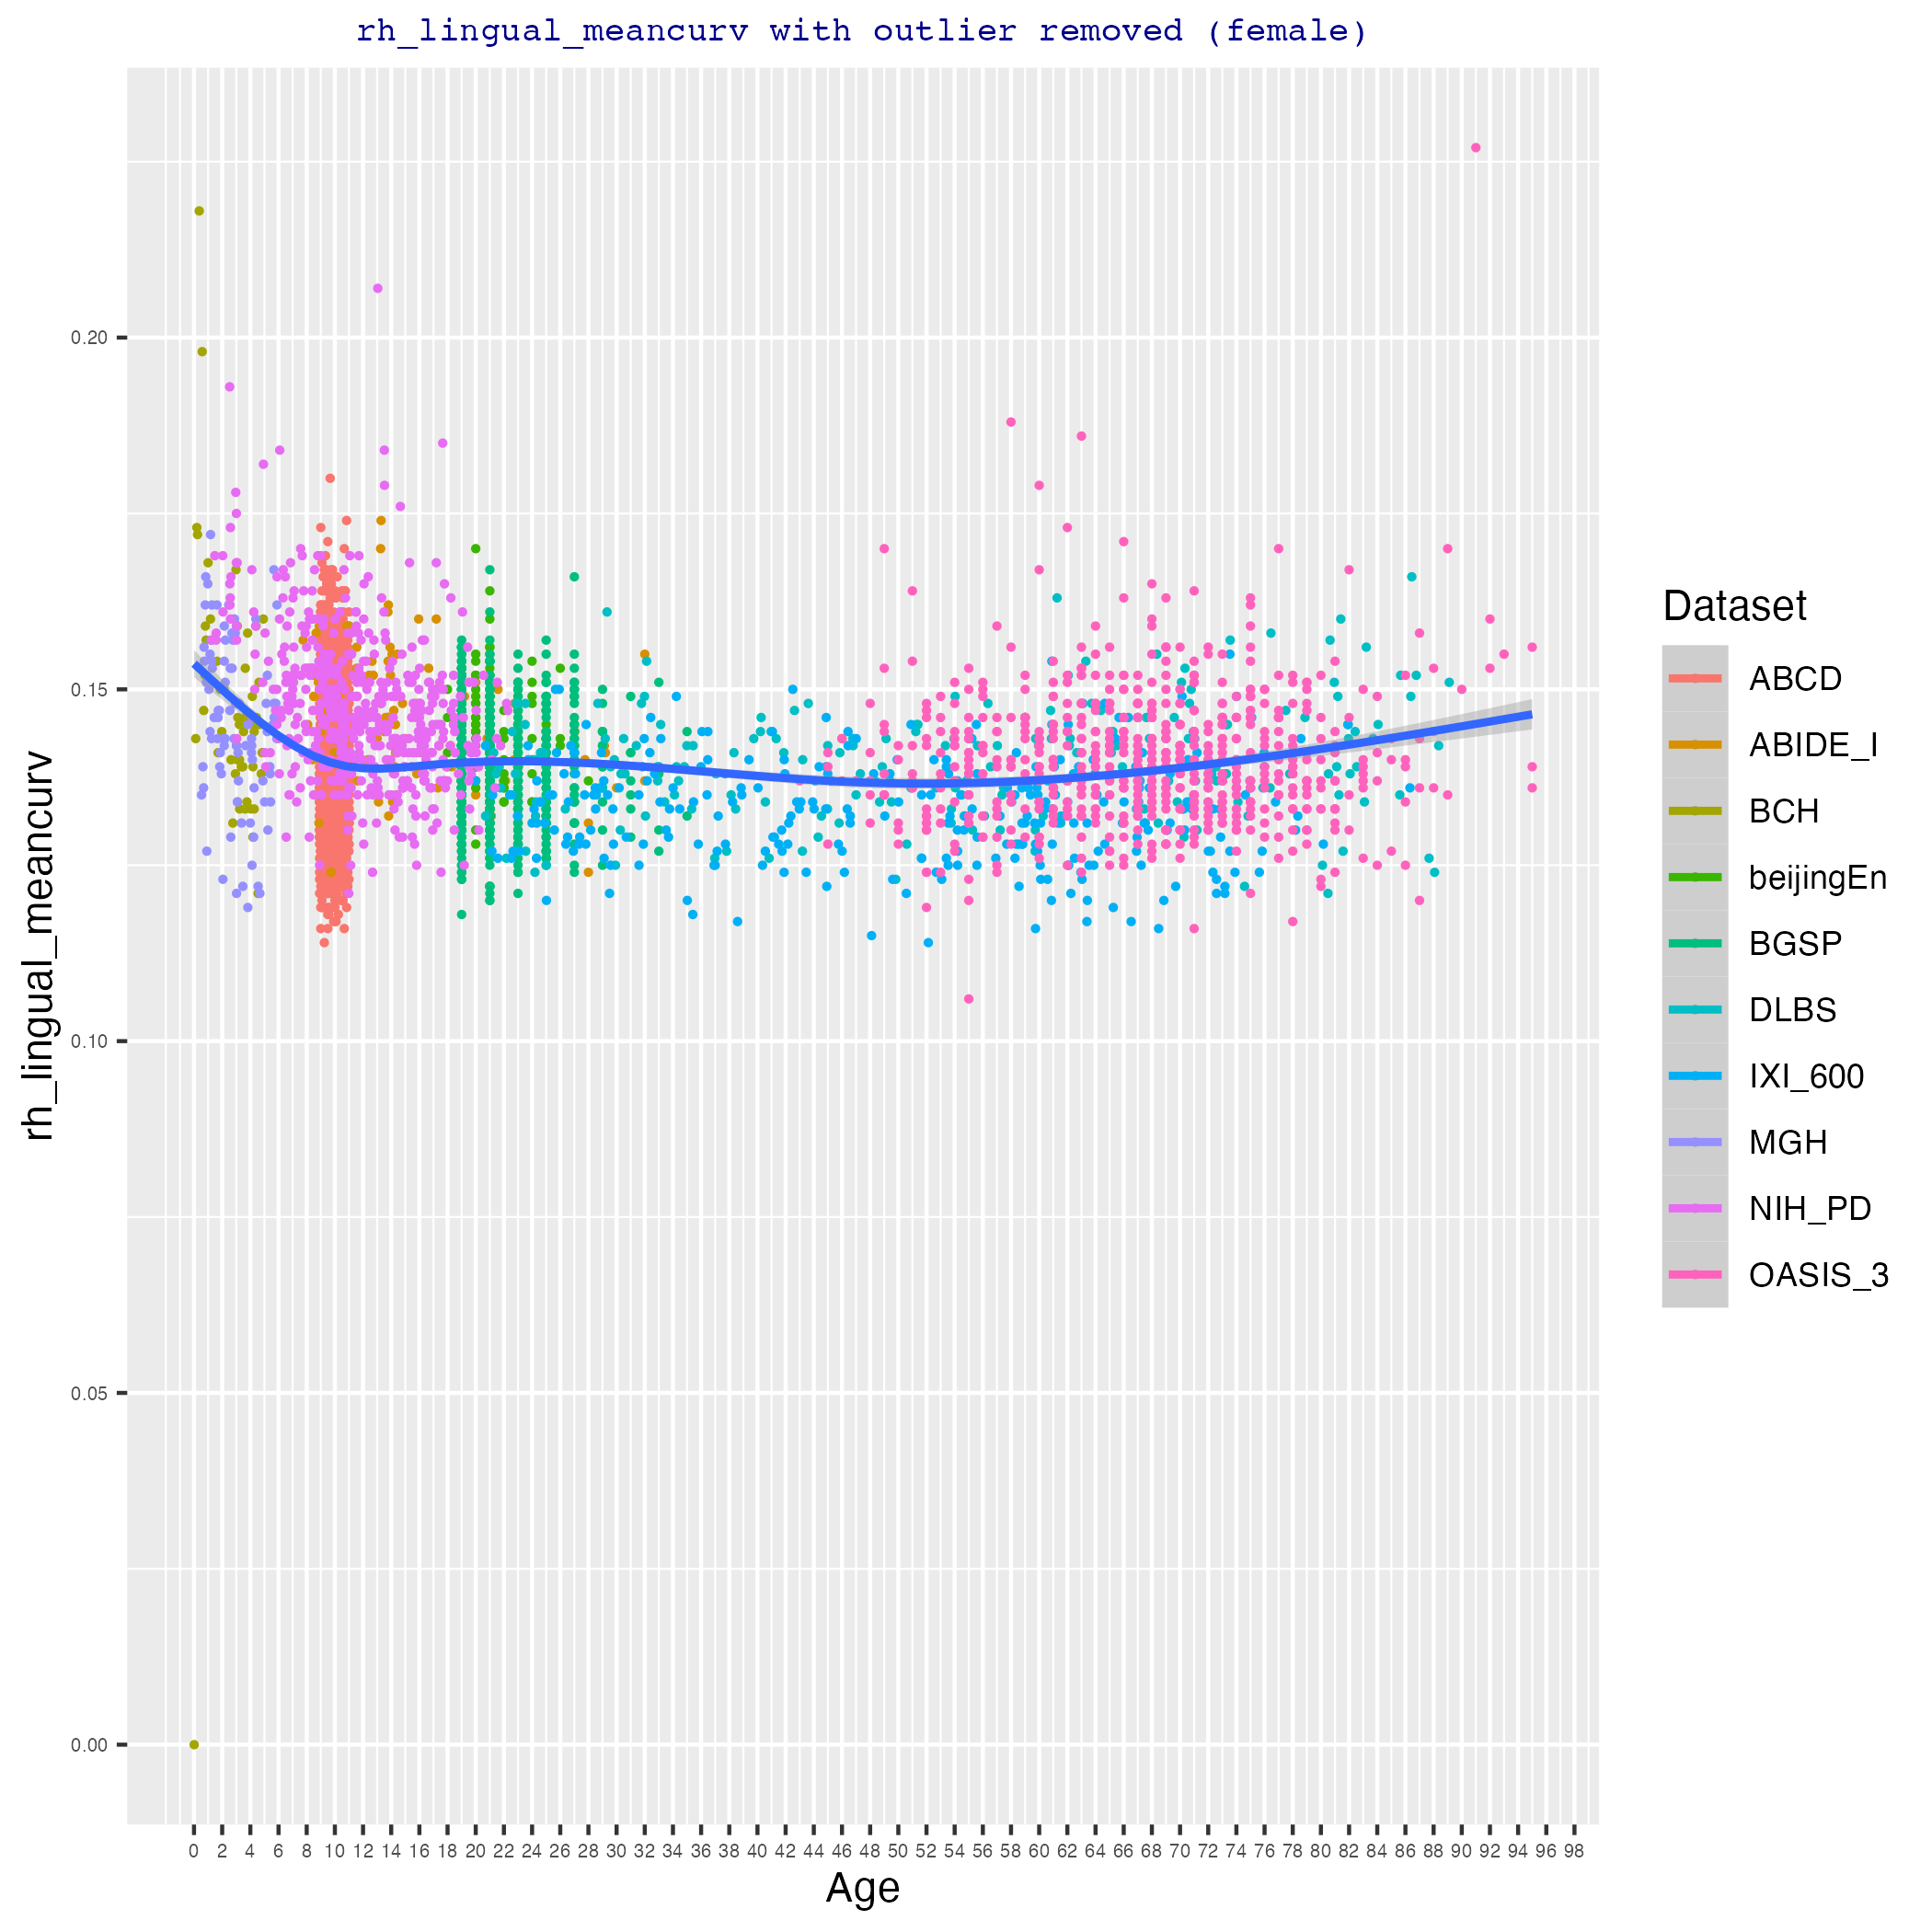 rh_lingual_meancurv with outlier removed (female)
rh_lingual_meancurv
0.20
0.15
0.10
0.05
0.00
0 2 4 6 8 10 12 14 16 18 20 22 24 26 28 30 32 34 36 38 40 42 44 46 48 50 52 54 56 58 60 62 64 66 68 70 72 74 76 78 80 82 84 86 88 90 92 94 96 98
Age
Dataset
ABCD
ABIDE_I
BCH
beijingEn
BGSP
DLBS
IXI_600
MGH
NIH_PD
OASIS_3